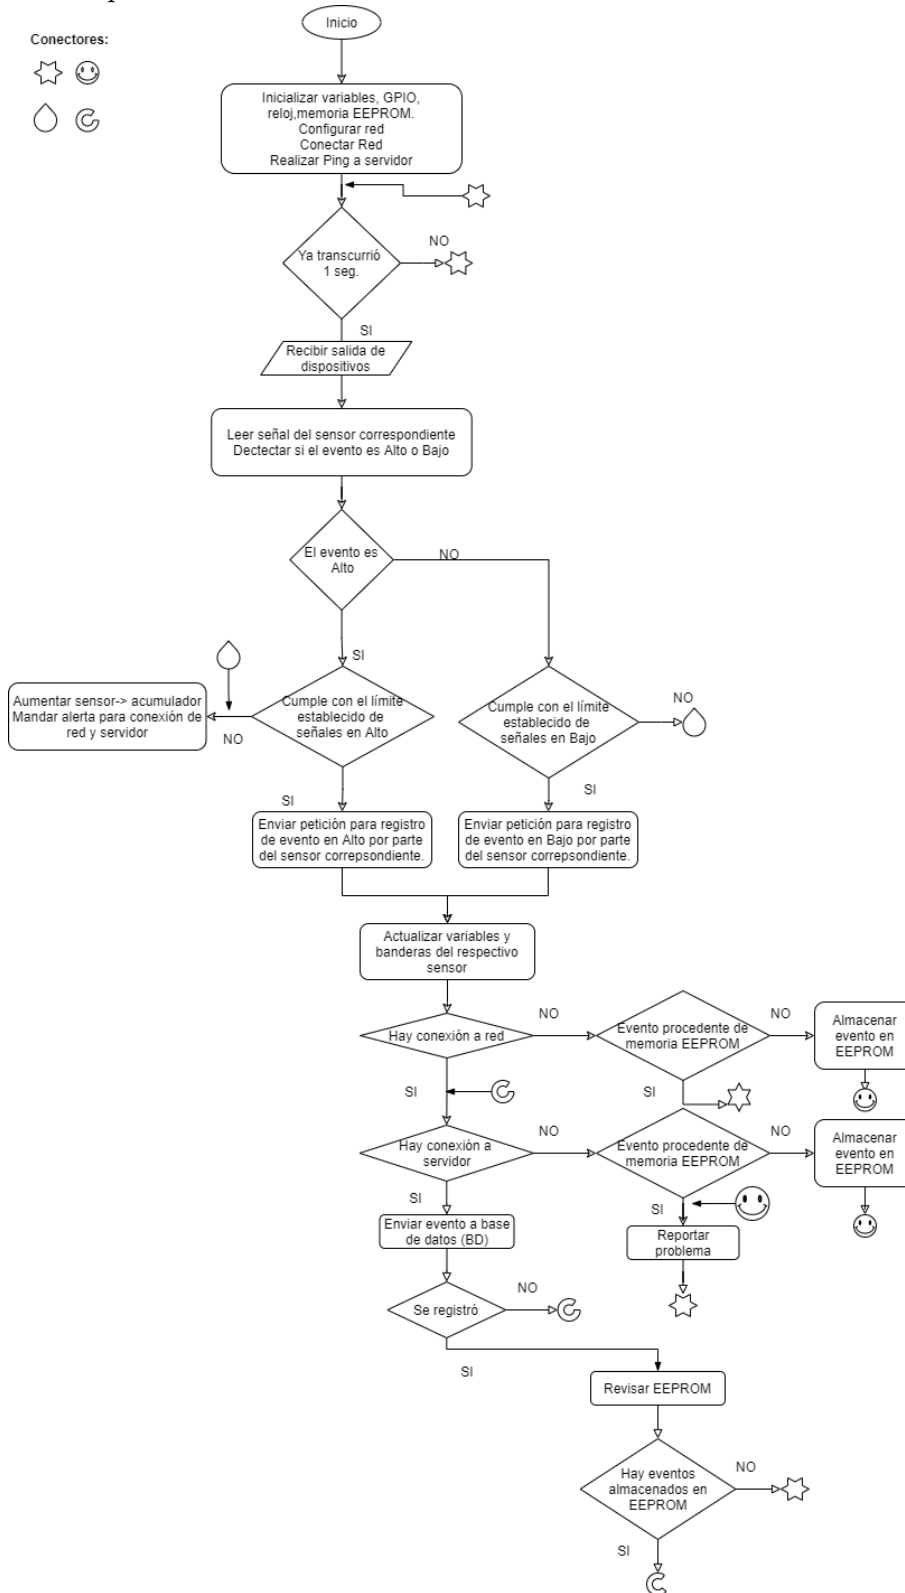 Inicio
Conectores:
Inicializar variables, GPIO,
reloj,memoria EEPROM.
Configurar red
Conectar Red
Realizar Ping a servidor
Ya transcurrió
1 seg.
NO
SI
Recibir salida de
dispositivos
Leer señal del sensor correspondiente
Dectectar si el evento es Alto o Bajo
El evento es
Alto
NO
SI
Aumentar sensor-> acumulador
Mandar alerta para conexión de
red y servidor
NO
Cumple con el límite
establecido de
señales en Alto
Cumple con el límite
establecido de
señales en Bajo
NO
SI
SI
Enviar petición para registro
de evento en Alto por parte
del sensor correpsondiente.
Enviar petición para registro
de evento en Bajo por parte
del sensor correpsondiente.
Actualizar variables y
banderas del respectivo
sensor
Hay conexión a red
NO
Evento procedente de
memoria EEPROM
NO
Almacenar
evento en
EEPROM
SI
SI
Hay conexión a
servidor
NO
Evento procedente de
memoria EEPROM
NO
Almacenar
evento en
EEPROM
SI
SI
Enviar evento a base
de datos (BD)
Reportar
problema
Se registró
NO
SI
Revisar EEPROM
Hay eventos
almacenados en
EEPROM
NO
SI